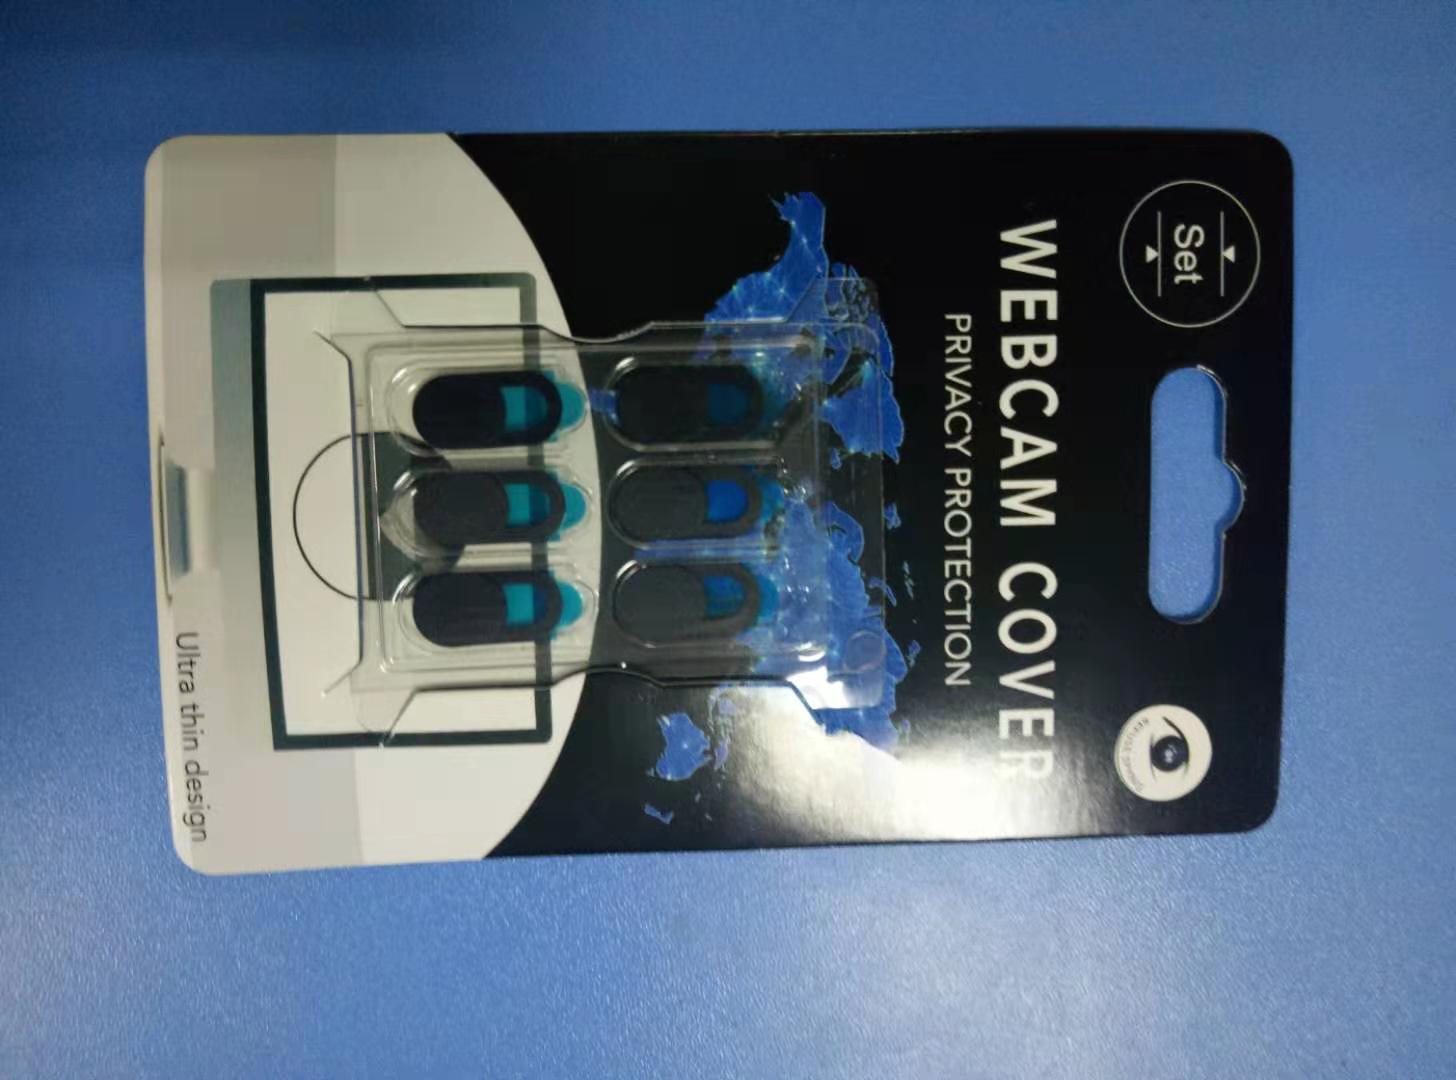 Set
WEBCAM COVER
PRIVACY PROTECTION
Ultra thin design